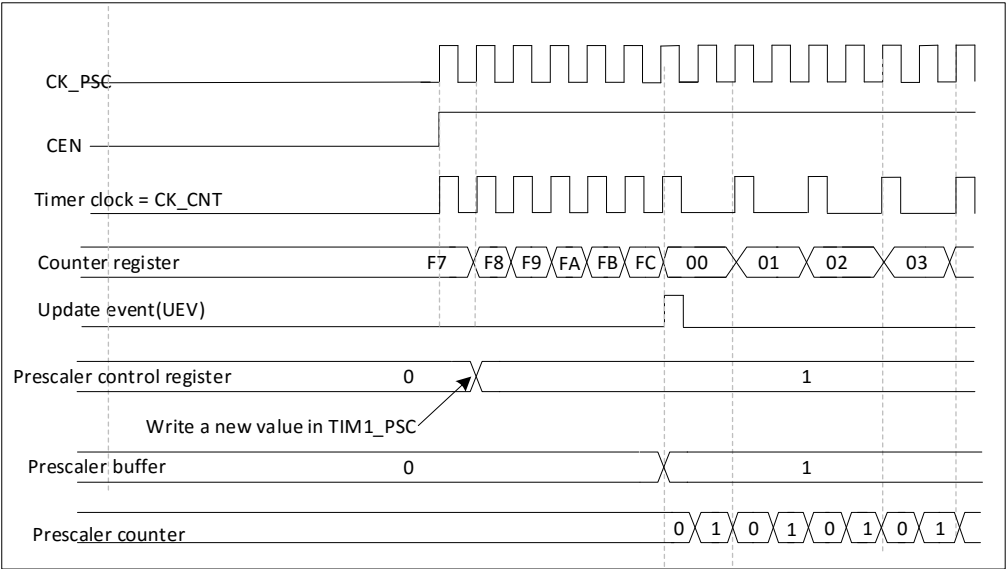 CK_PSC
CEN
Timer clock = CK_CNT
Counter register F7 F8 F9 FA FB FC 00 01 02 03
Update event(UEV)
Prescaler control register 0 1
Write a new value in TIM1_PSC
Prescaler buffer 0 1
Prescaler counter 0 1 0 1 0 1 0 1